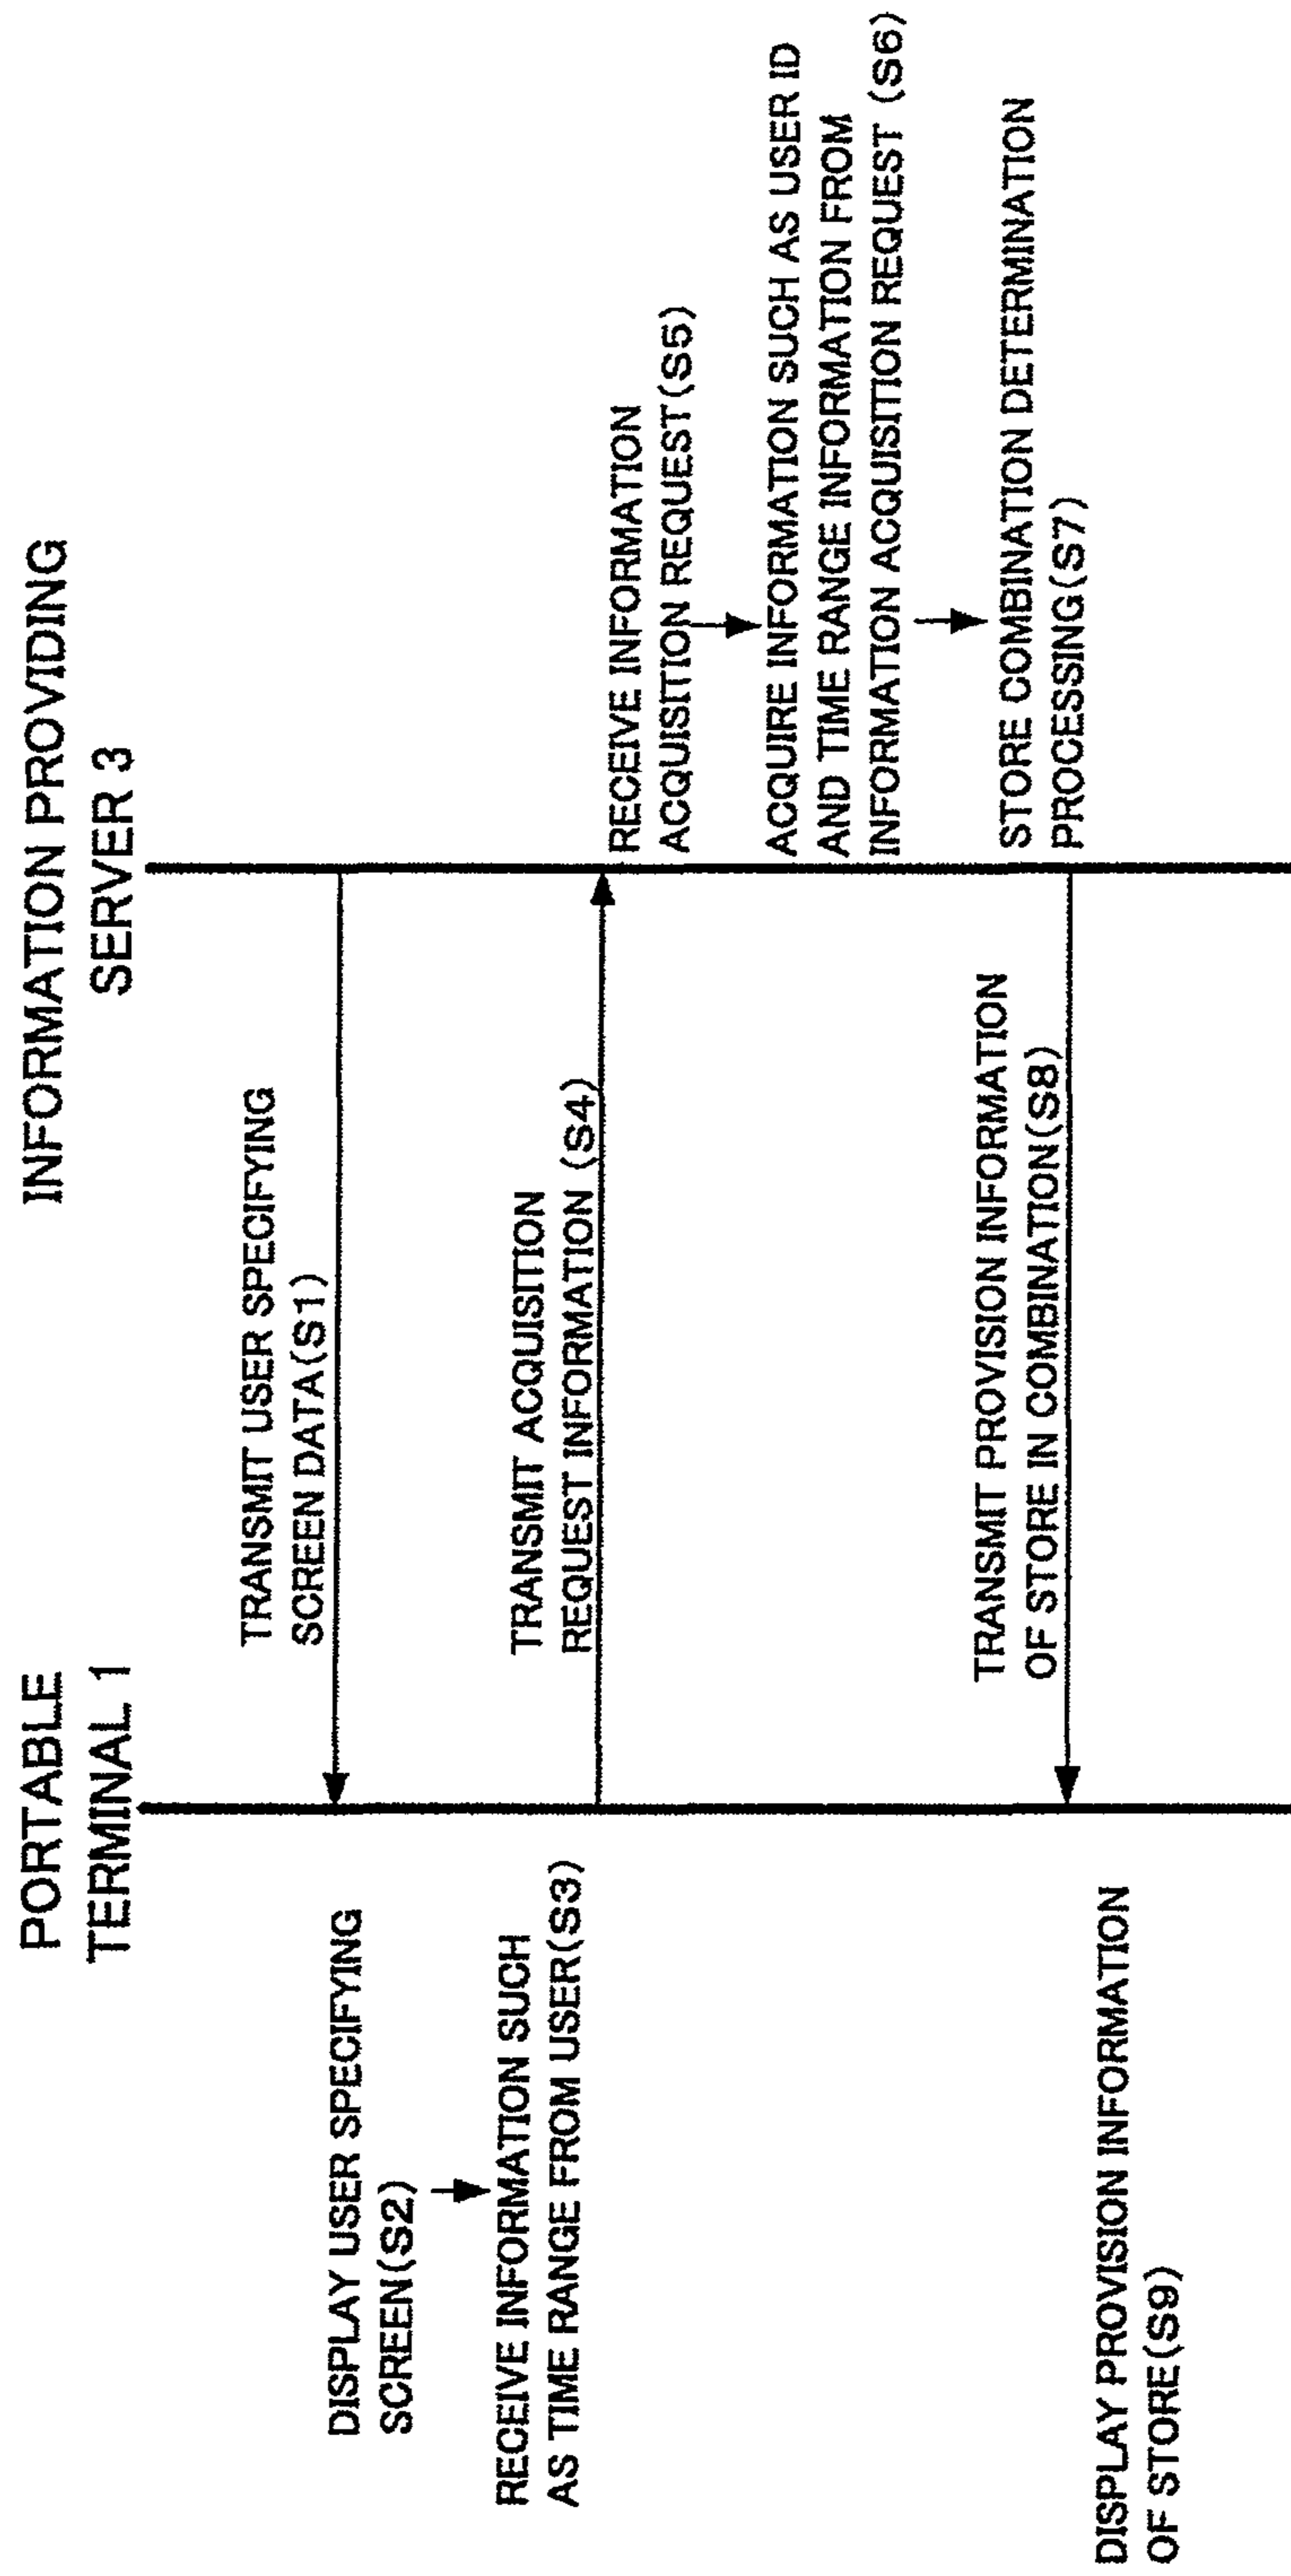 PORTABLE
TERMINAL 1
INFORMATION PROVIDING
SERVER 3
TRANSMIT USER SPECIFYING
SCREEN DATA(S1)
DISPLAY USER SPECIFYING
SCREEN(S2)
RECEIVE INFORMATION SUCH
AS TIME RANGE FROM USER(S3)
TRANSMIT ACQUISITION
REQUEST INFORMATION (S4)
RECEIVE INFORMATION
ACQUISITION REQUEST(S5)
ACQUIRE INFORMATION SUCH AS USER ID
AND TIME RANGE INFORMATION FROM
INFORMATION ACQUISITION REQUEST (S6)
STORE COMBINATION DETERMINATION
PROCESSING(S7)
TRANSMIT PROVISION INFORMATION
OF STORE IN COMBINATION(S8)
DISPLAY PROVISION INFORMATION
OF STORE(S9)